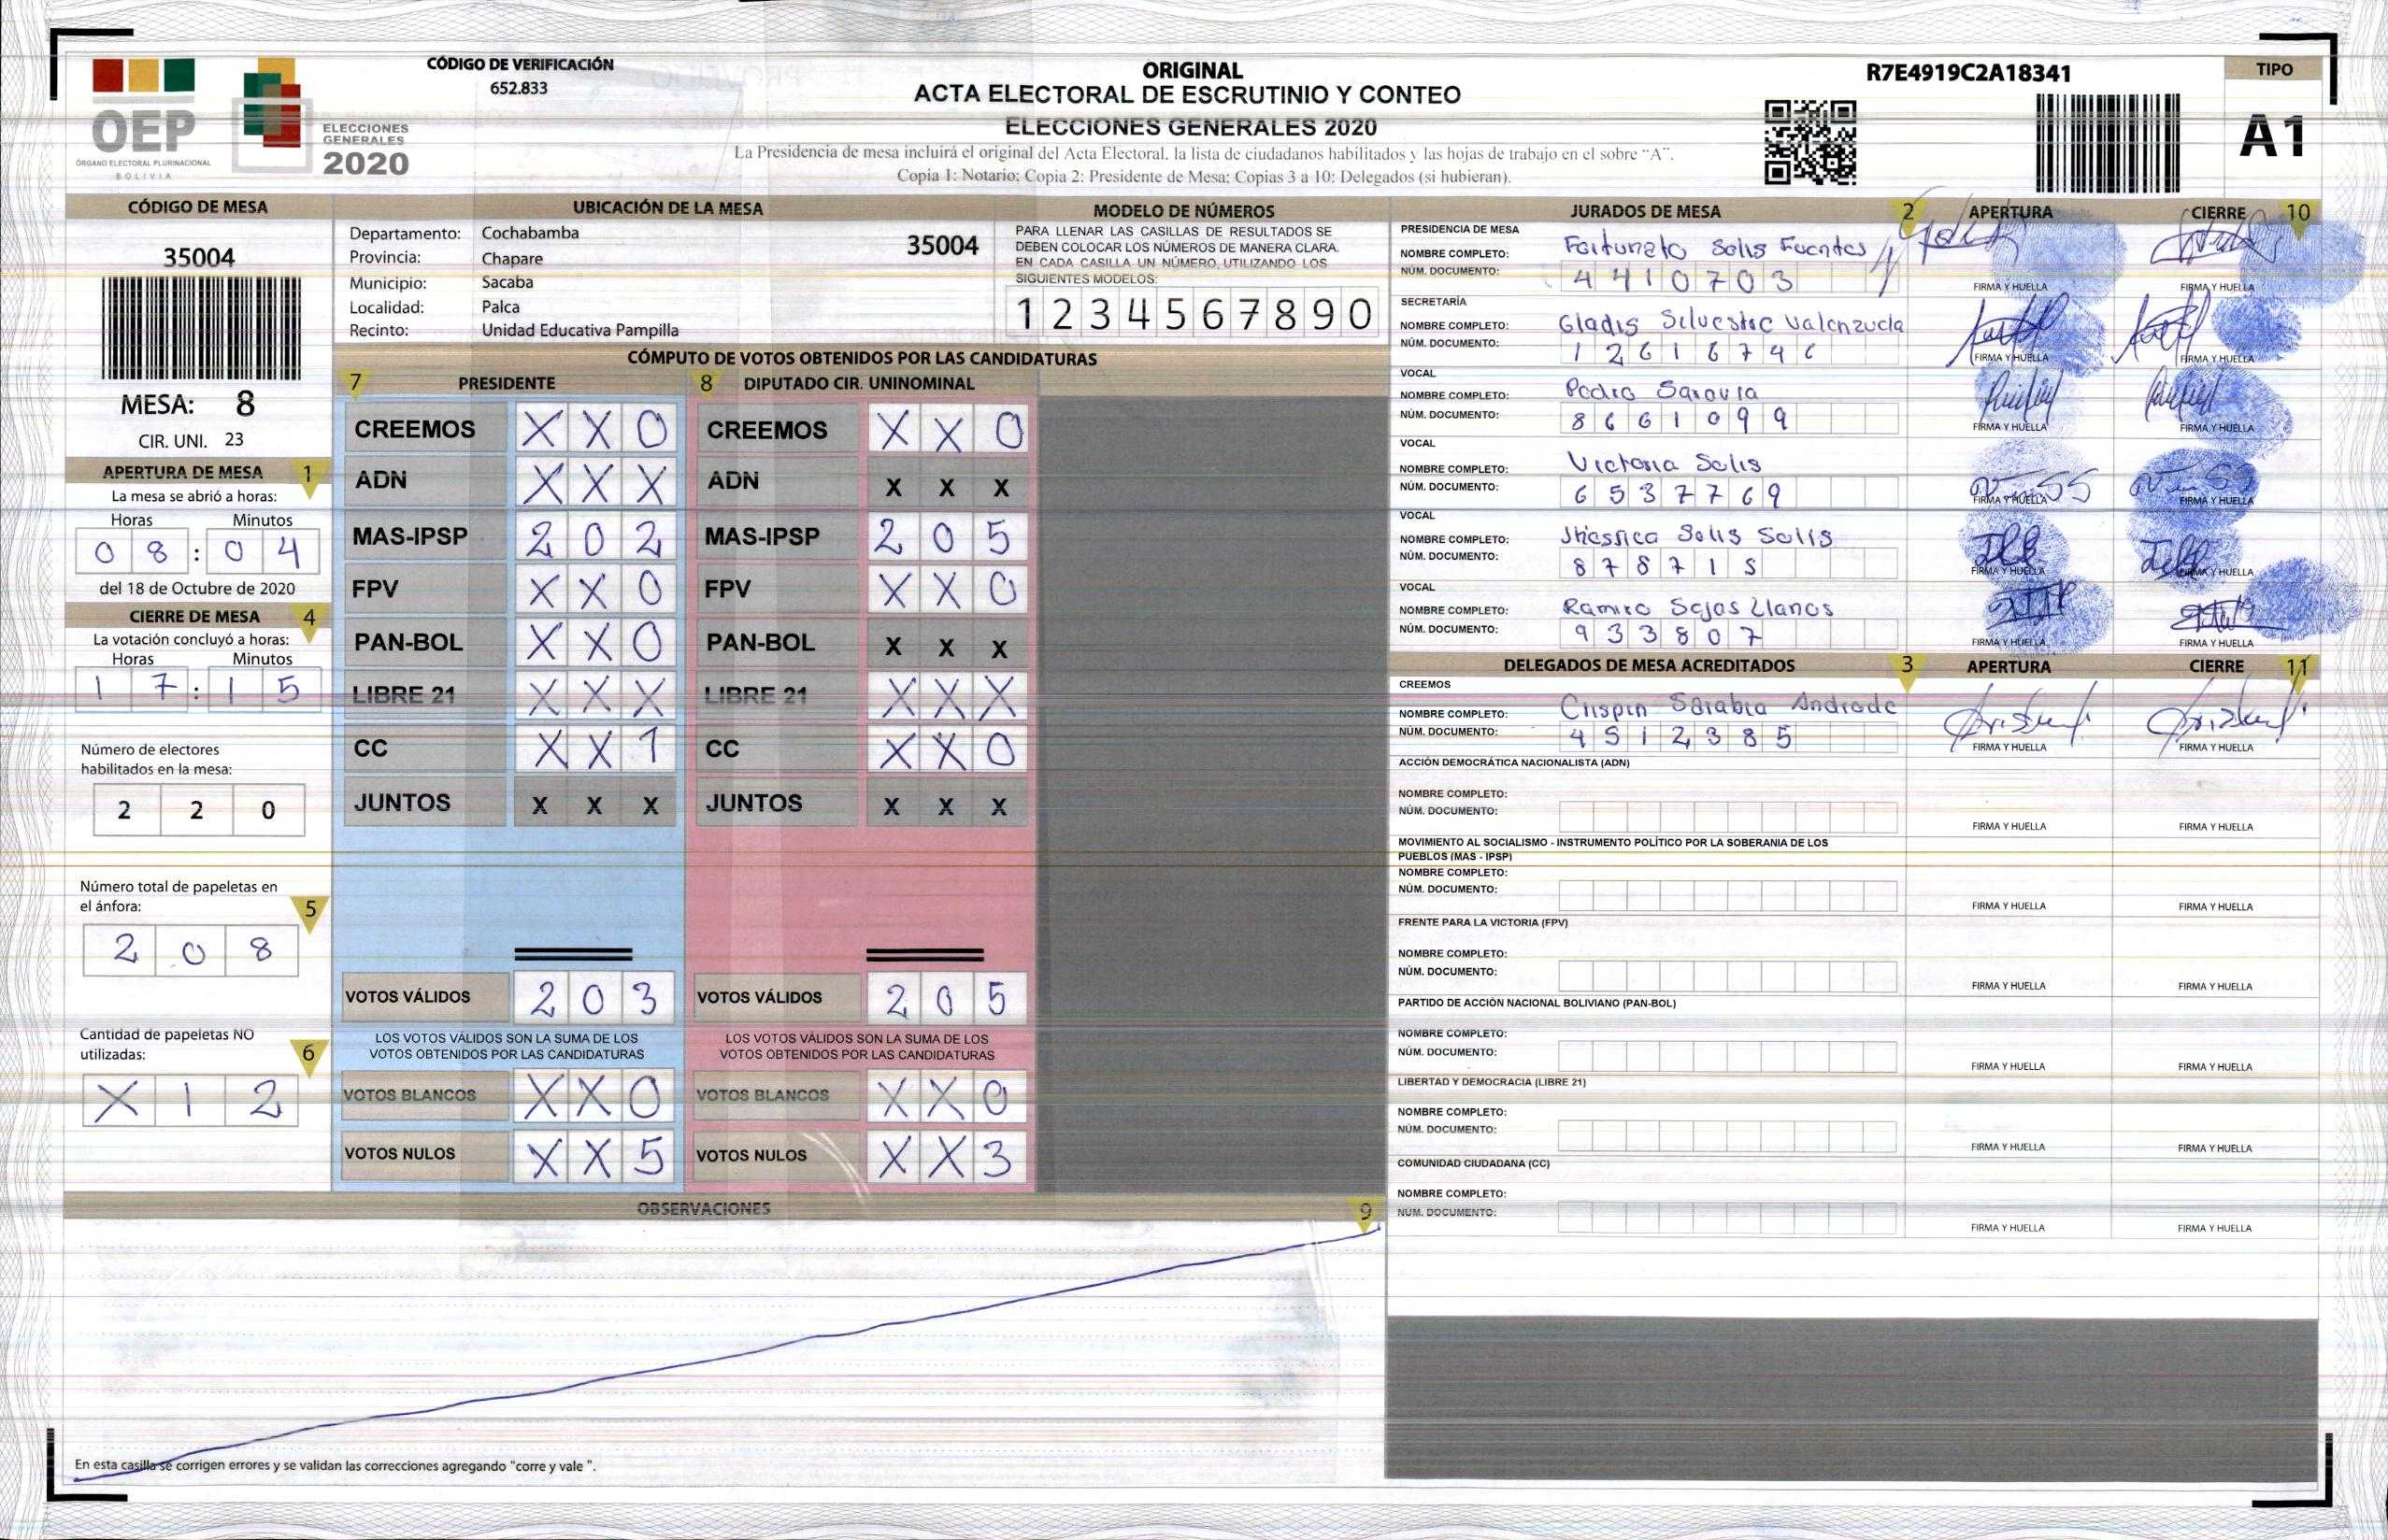 CÓDIGO DE VERIFICACIÓN
652.833
OEP
ÓRGANO ELECTORAL PLURINACIONAL
BOLIVIA
ELECCIONES
GENERALES
2020
ORIGINAL
ACTA ELECTORAL DE ESCRUTINIO Y CONTEO
ELECCIONES GENERALES 2020
La Presidencia de mesa incluirá el original del Acta Electoral, la lista de ciudadanos habilitados y las hojas de trabajo en el sobre "A".
Copia 1: Notario; Copia 2: Presidente de Mesa; Copias 3 a 10: Delegados (si hubieran).
R7E4919C2A18341
TIPO
A1
CÓDIGO DE MESA
35004
MESA: 8
CIR. UNI. 23
APERTURA DE MESA 1
La mesa se abrió a horas:
Horas Minutos
0 8 : 0 4
del 18 de Octubre de 2020
CIERRE DE MESA 4
La votación concluyó a horas:
Horas Minutos
1 7 : 1 5
Número de electores
habilitados en la mesa:
2 2 0
Número total de papeletas en
el ánfora: 5
2 0 8
Cantidad de papeletas NO
utilizadas: 6
X 1 2
UBICACIÓN DE LA MESA
Departamento: Cochabamba 35004
Provincia: Chapare
Municipio: Sacaba
Localidad: Palca
Recinto: Unidad Educativa Pampilla
MODELO DE NÚMEROS
PARA LLENAR LAS CASILLAS DE RESULTADOS SE
DEBEN COLOCAR LOS NÚMEROS DE MANERA CLARA.
EN CADA CASILLA UN NÚMERO, UTILIZANDO LOS
SIGUIENTES MODELOS:
1 2 3 4 5 6 7 8 9 0
CÓMPUTO DE VOTOS OBTENIDOS POR LAS CANDIDATURAS
7 PRESIDENTE 8 DIPUTADO CIR. UNINOMINAL
CREEMOS X X 0 CREEMOS X X 0
ADN X X X ADN X X X
MAS-IPSP 2 0 2 MAS-IPSP 2 0 5
FPV X X 0 FPV X X 0
PAN-BOL X X 0 PAN-BOL X X X
LIBRE 21 X X X LIBRE 21 X X X
CC X X 1 CC X X 0
JUNTOS X X X JUNTOS X X X
VOTOS VÁLIDOS 2 0 3 VOTOS VÁLIDOS 2 0 5
LOS VOTOS VÁLIDOS SON LA SUMA DE LOS LOS VOTOS VÁLIDOS SON LA SUMA DE LOS
VOTOS OBTENIDOS POR LAS CANDIDATURAS VOTOS OBTENIDOS POR LAS CANDIDATURAS
VOTOS BLANCOS X X 0 VOTOS BLANCOS X X 0
VOTOS NULOS X X 5 VOTOS NULOS X X 3
OBSERVACIONES 9
En esta casilla se corrigen errores y se validan las correcciones agregando "corre y vale ".
JURADOS DE MESA 2 APERTURA CIERRE 10
PRESIDENCIA DE MESA
NOMBRE COMPLETO: Fortunato Solis Fuentes
NÚM. DOCUMENTO: 4 4 1 0 7 0 3 FIRMA Y HUELLA FIRMA Y HUELLA
SECRETARÍA
NOMBRE COMPLETO: Gladis Silvestre Valenzuela
NÚM. DOCUMENTO: 1 2 6 1 6 7 4 6 FIRMA Y HUELLA FIRMA Y HUELLA
VOCAL
NOMBRE COMPLETO: Pedro Saravia
NÚM. DOCUMENTO: 8 6 6 1 0 9 9 FIRMA Y HUELLA FIRMA Y HUELLA
VOCAL
NOMBRE COMPLETO: Victoria Solis
NÚM. DOCUMENTO: 6 5 3 7 7 6 9 FIRMA Y HUELLA FIRMA Y HUELLA
VOCAL
NOMBRE COMPLETO: Jhessica Solis Solis
NÚM. DOCUMENTO: 8 7 8 7 1 5 FIRMA Y HUELLA FIRMA Y HUELLA
VOCAL
NOMBRE COMPLETO: Ramiro Sejas Llanos
NÚM. DOCUMENTO: 9 3 3 8 0 7 FIRMA Y HUELLA FIRMA Y HUELLA
DELEGADOS DE MESA ACREDITADOS 3 APERTURA CIERRE 11
CREEMOS
NOMBRE COMPLETO: Crispin Sarabia Andrade
NÚM. DOCUMENTO: 4 5 1 2 3 8 5 FIRMA Y HUELLA FIRMA Y HUELLA
ACCIÓN DEMOCRÁTICA NACIONALISTA (ADN)
NOMBRE COMPLETO:
NÚM. DOCUMENTO: FIRMA Y HUELLA FIRMA Y HUELLA
MOVIMIENTO AL SOCIALISMO - INSTRUMENTO POLÍTICO POR LA SOBERANIA DE LOS
PUEBLOS (MAS - IPSP)
NOMBRE COMPLETO:
NÚM. DOCUMENTO: FIRMA Y HUELLA FIRMA Y HUELLA
FRENTE PARA LA VICTORIA (FPV)
NOMBRE COMPLETO:
NÚM. DOCUMENTO: FIRMA Y HUELLA FIRMA Y HUELLA
PARTIDO DE ACCIÓN NACIONAL BOLIVIANO (PAN-BOL)
NOMBRE COMPLETO:
NÚM. DOCUMENTO: FIRMA Y HUELLA FIRMA Y HUELLA
LIBERTAD Y DEMOCRACIA (LIBRE 21)
NOMBRE COMPLETO:
NÚM. DOCUMENTO: FIRMA Y HUELLA FIRMA Y HUELLA
COMUNIDAD CIUDADANA (CC)
NOMBRE COMPLETO:
NÚM. DOCUMENTO: FIRMA Y HUELLA FIRMA Y HUELLA